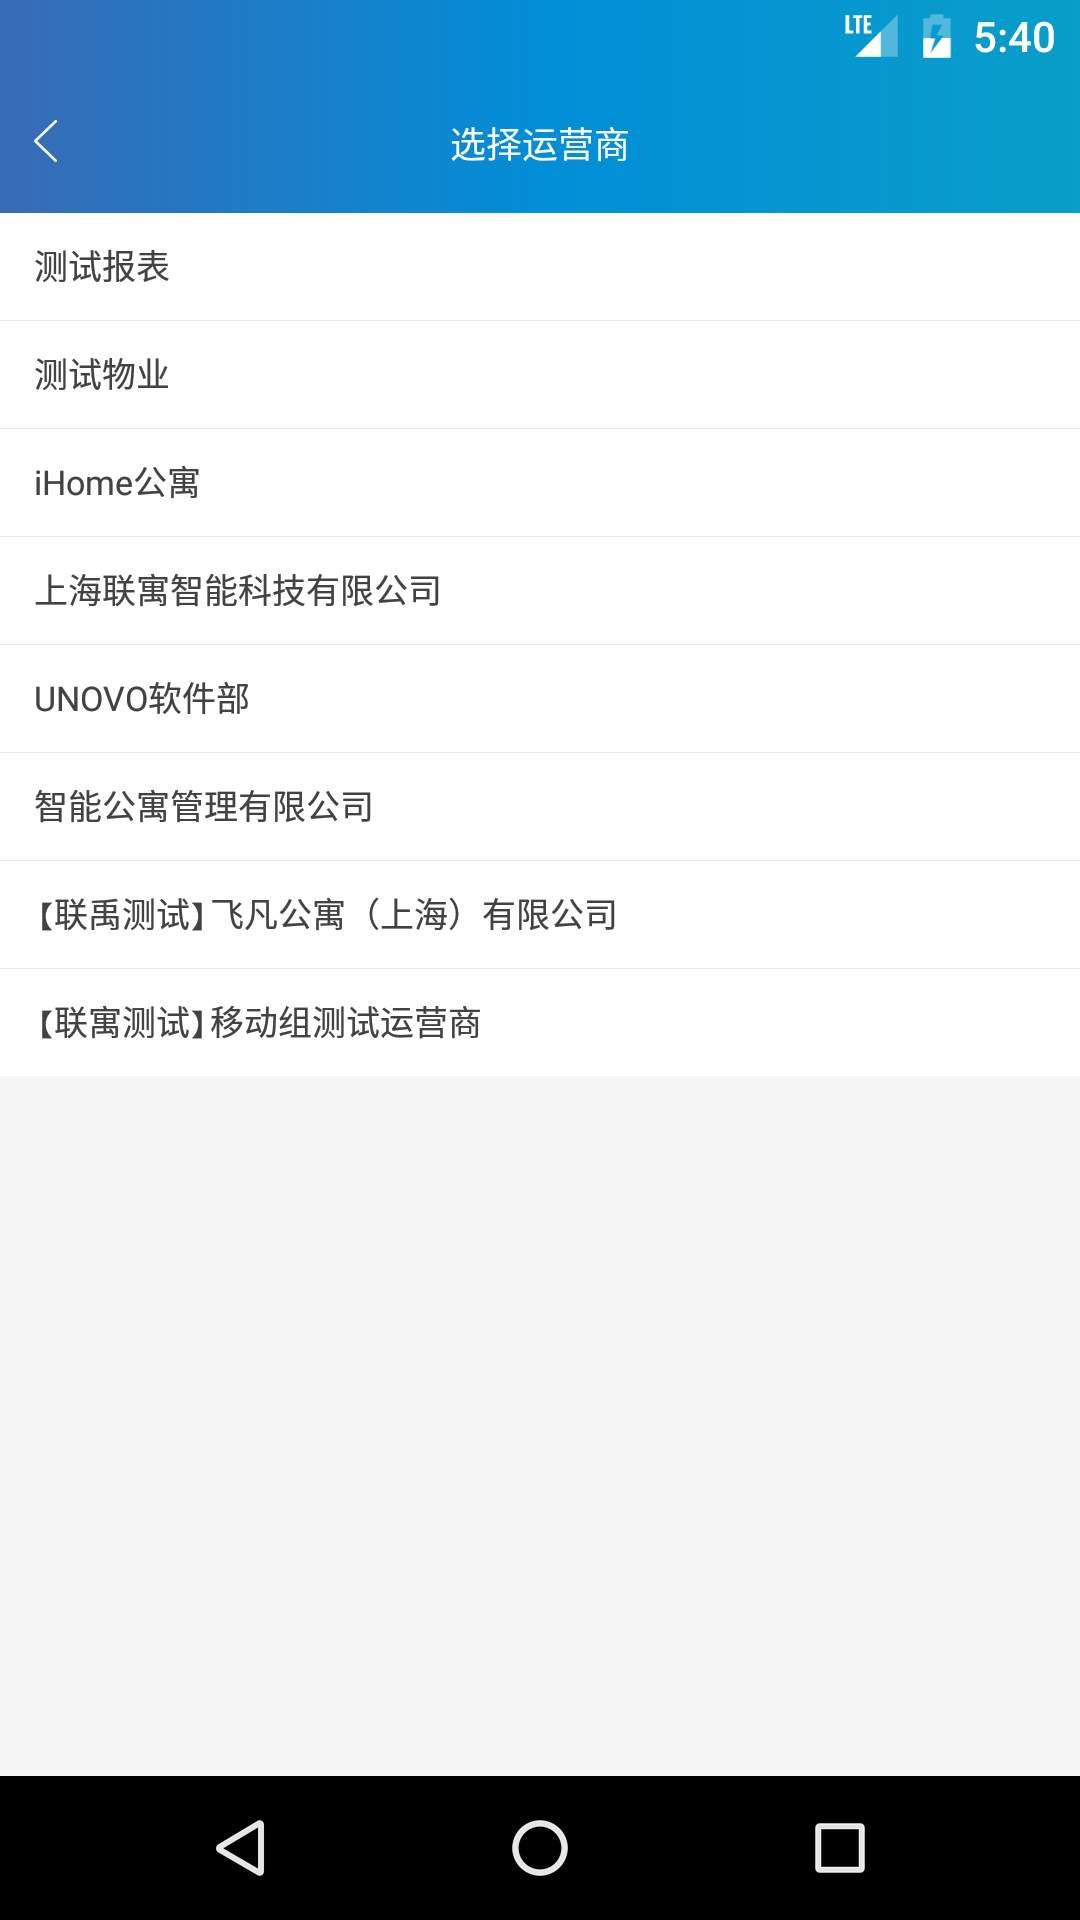 LTE 5:40
选择运营商
测试报表
测试物业
iHome公寓
上海联寓智能科技有限公司
UNOVO软件部
智能公寓管理有限公司
【联禹测试】飞凡公寓（上海）有限公司
【联寓测试】移动组测试运营商